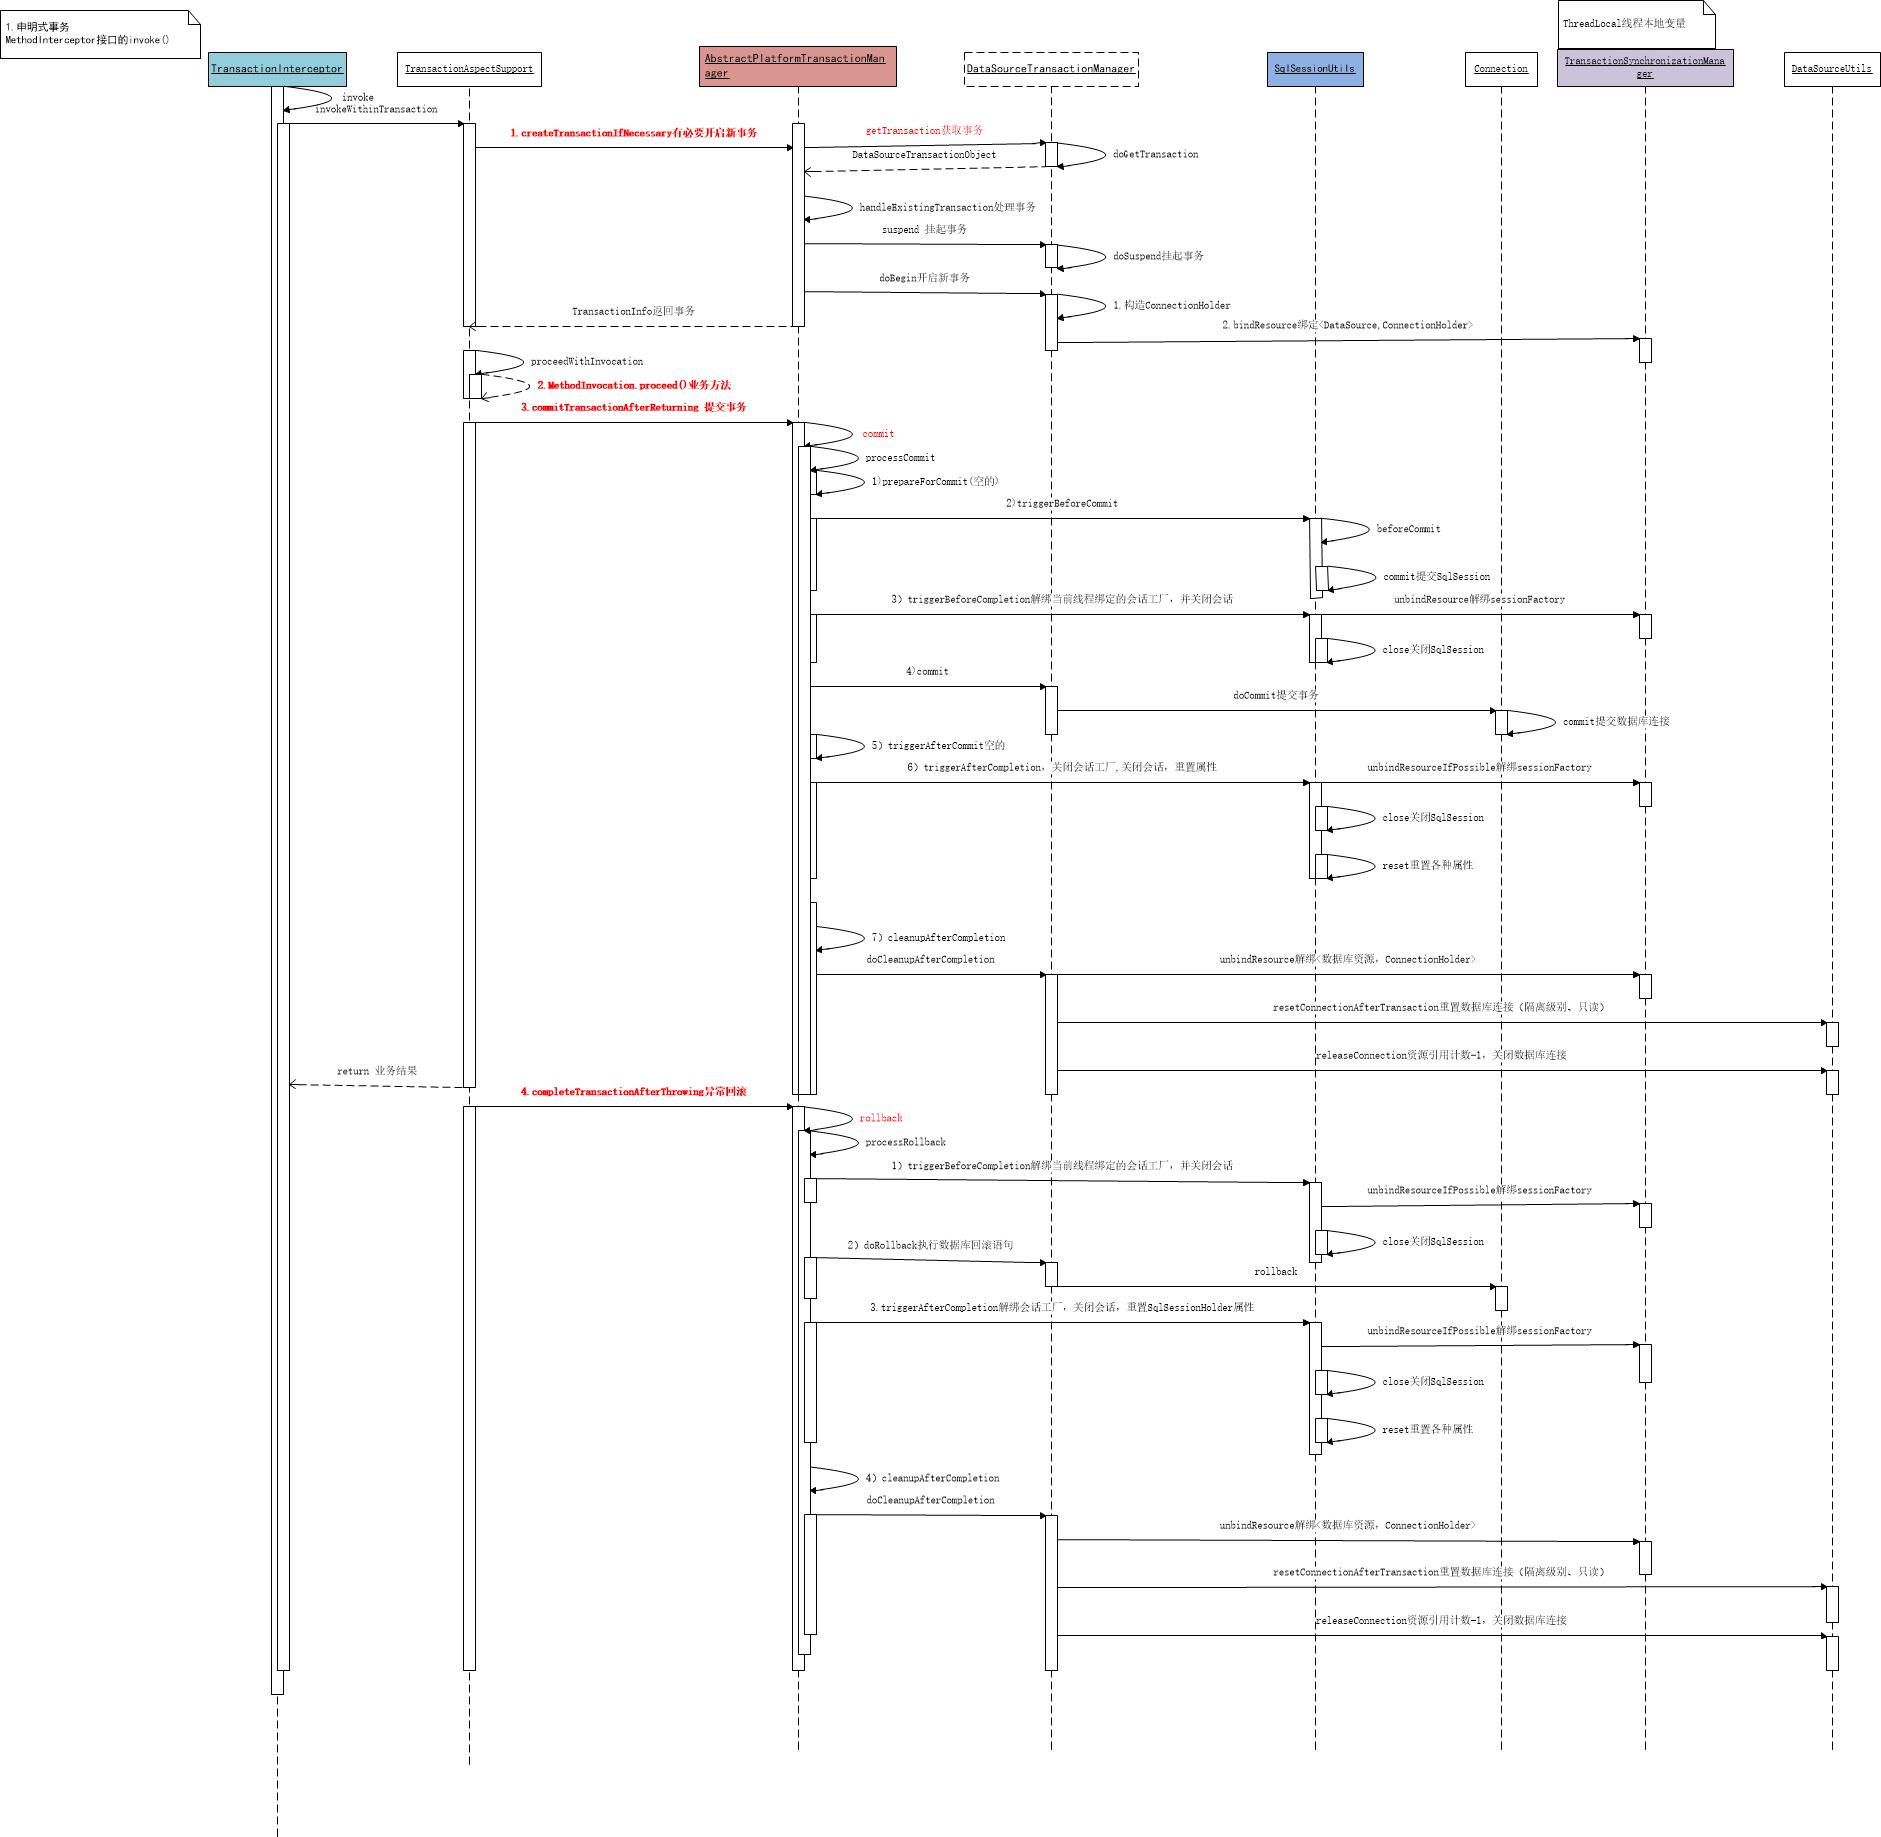 1.申明式事务
MethodInterceptor接口的invoke()
ThreadLocal线程本地变量
TransactionInterceptor
TransactionAspectSupport
AbstractPlatformTransactionMan
ager
DataSourceTransactionManager
SqlSessionUtils
Connection
TransactionSynchronizationMana
ger
DataSourceUtils
invoke
invokeWithinTransaction
1.createTransactionIfNecessary有必要开启新事务
getTransaction获取事务
DataSourceTransactionObject
doGetTransaction
handleExistingTransaction处理事务
suspend 挂起事务
doSuspend挂起事务
doBegin开启新事务
1.构造ConnectionHolder
TransactionInfo返回事务
2.bindResource绑定<DataSource,ConnectionHolder>
proceedWithInvocation
2.MethodInvocation.proceed()业务方法
3.commitTransactionAfterReturning 提交事务
commit
processCommit
1)prepareForCommit(空的)
2)triggerBeforeCommit
beforeCommit
commit提交SqlSession
3）triggerBeforeCompletion解绑当前线程绑定的会话工厂，并关闭会话
unbindResource解绑sessionFactory
close关闭SqlSession
4)commit
doCommit提交事务
commit提交数据库连接
5）triggerAfterCommit空的
6）triggerAfterCompletion，关闭会话工厂,关闭会话，重置属性
unbindResourceIfPossible解绑sessionFactory
close关闭SqlSession
reset重置各种属性
7）cleanupAfterCompletion
doCleanupAfterCompletion
unbindResource解绑<数据库资源，ConnectionHolder>
resetConnectionAfterTransaction重置数据库连接（隔离级别、只读）
releaseConnection资源引用计数-1，关闭数据库连接
return 业务结果
4.completeTransactionAfterThrowing异常回滚
rollback
processRollback
1）triggerBeforeCompletion解绑当前线程绑定的会话工厂，并关闭会话
unbindResourceIfPossible解绑sessionFactory
close关闭SqlSession
2）doRollback执行数据库回滚语句
rollback
3.triggerAfterCompletion解绑会话工厂，关闭会话，重置SqlSessionHolder属性
unbindResourceIfPossible解绑sessionFactory
close关闭SqlSession
reset重置各种属性
4）cleanupAfterCompletion
doCleanupAfterCompletion
unbindResource解绑<数据库资源，ConnectionHolder>
resetConnectionAfterTransaction重置数据库连接（隔离级别、只读）
releaseConnection资源引用计数-1，关闭数据库连接